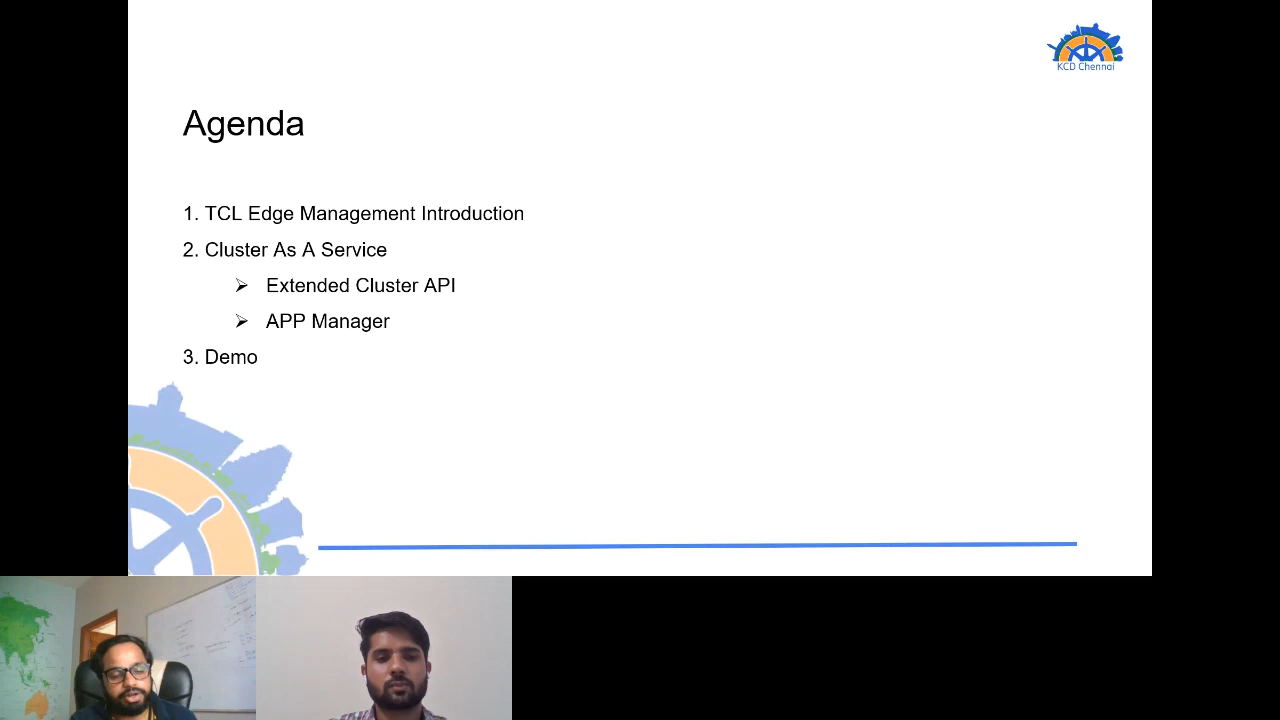 KCD Chennai
Agenda
1. TCL Edge Management Introduction
2. Cluster As A Service
➢ Extended Cluster API
➢ APP Manager
3. Demo